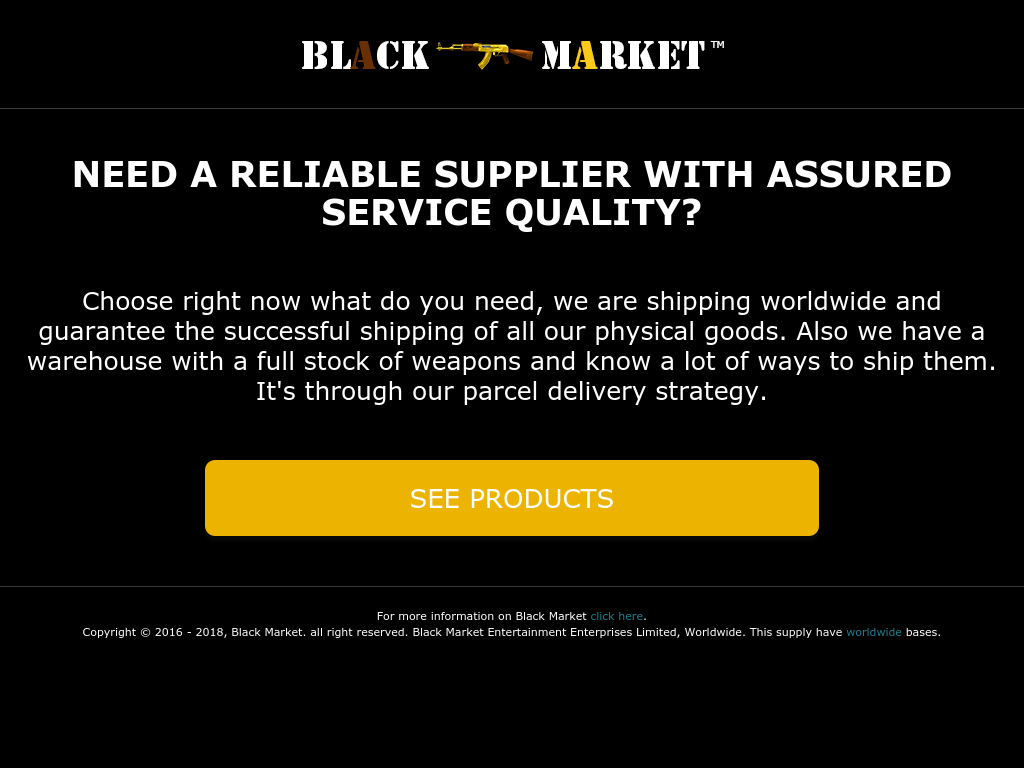 BLACK MARKET ™
NEED A RELIABLE SUPPLIER WITH ASSURED
SERVICE QUALITY?
Choose right now what do you need, we are shipping worldwide and
guarantee the successful shipping of all our physical goods. Also we have a
warehouse with a full stock of weapons and know a lot of ways to ship them.
It's through our parcel delivery strategy.
SEE PRODUCTS
For more information on Black Market click here.
Copyright © 2016 - 2018, Black Market. all right reserved. Black Market Entertainment Enterprises Limited, Worldwide. This supply have worldwide bases.